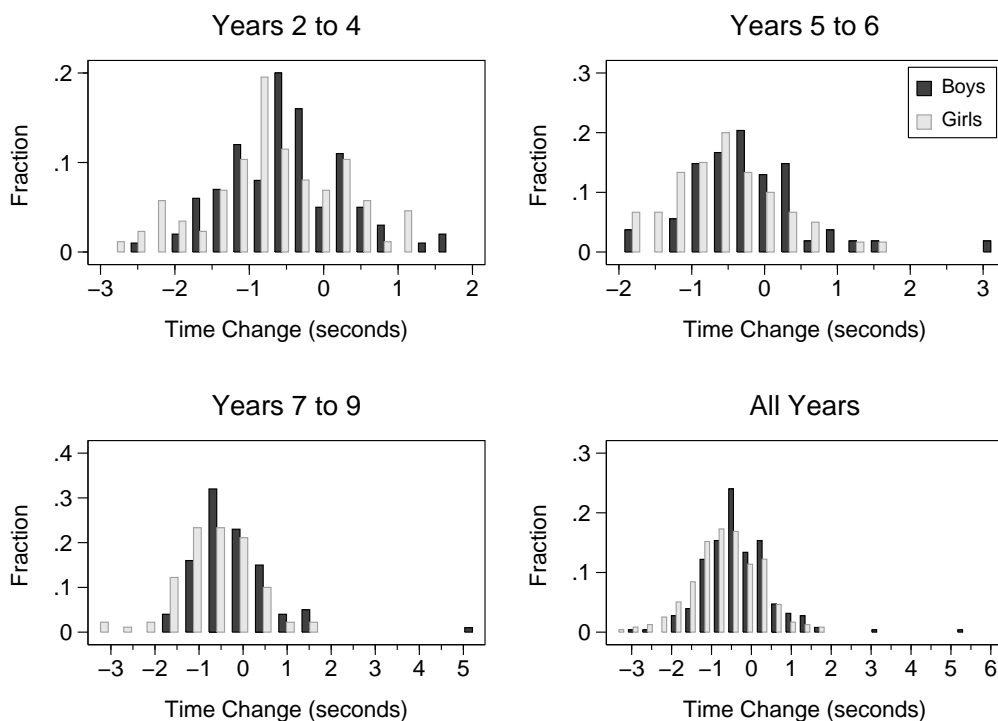 Years 2 to 4
.2
.1
0
Fraction
−3 −2 −1 0 1 2
Time Change (seconds)
Years 5 to 6
.3
.2
.1
0
Fraction
Boys
Girls
−2 −1 0 1 2 3
Time Change (seconds)
Years 7 to 9
.4
.3
.2
.1
0
Fraction
−3 −2 −1 0 1 2 3 4 5
Time Change (seconds)
All Years
.3
.2
.1
0
Fraction
−3 −2 −1 0 1 2 3 4 5 6
Time Change (seconds)